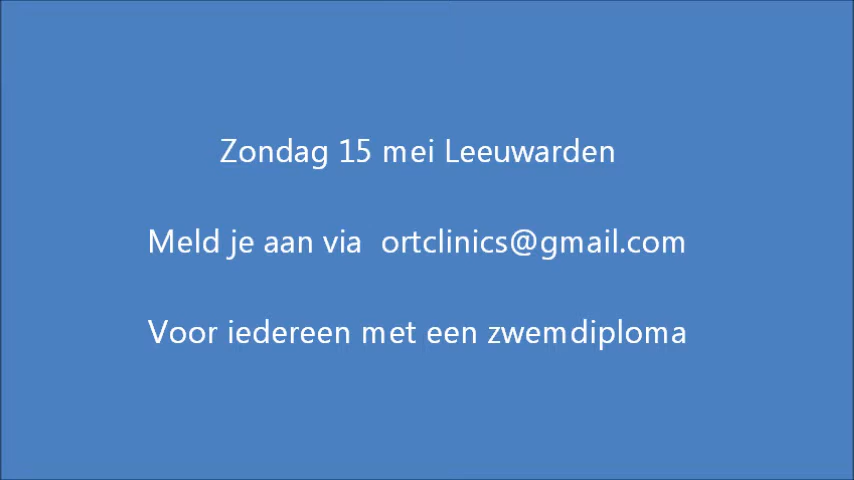 Zondag 15 mei Leeuwarden
Meld je aan via ortclinics@gmail.com
Voor iedereen met een zwemdiploma